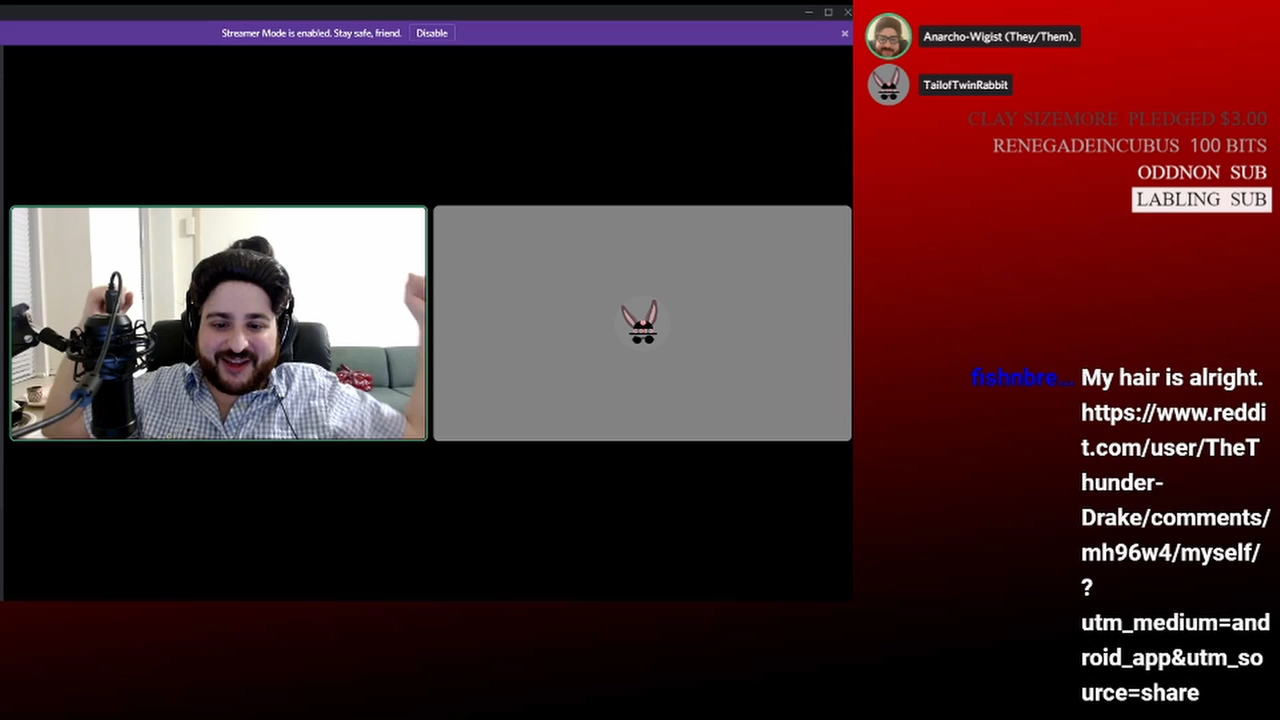 Streamer Mode is enabled. Stay safe, friend. Disable
Anarcho-Wigist (They/Them).
TailofTwinRabbit
CLAY SIZEMORE PLEDGED $3.00
RENEGADEINCUBUS 100 BITS
ODDNON SUB
LABLING SUB
fishnbre... My hair is alright.
https://www.reddi
t.com/user/TheT
hunder-
Drake/comments/
mh96w4/myself/
?
utm_medium=and
roid_app&utm_so
urce=share